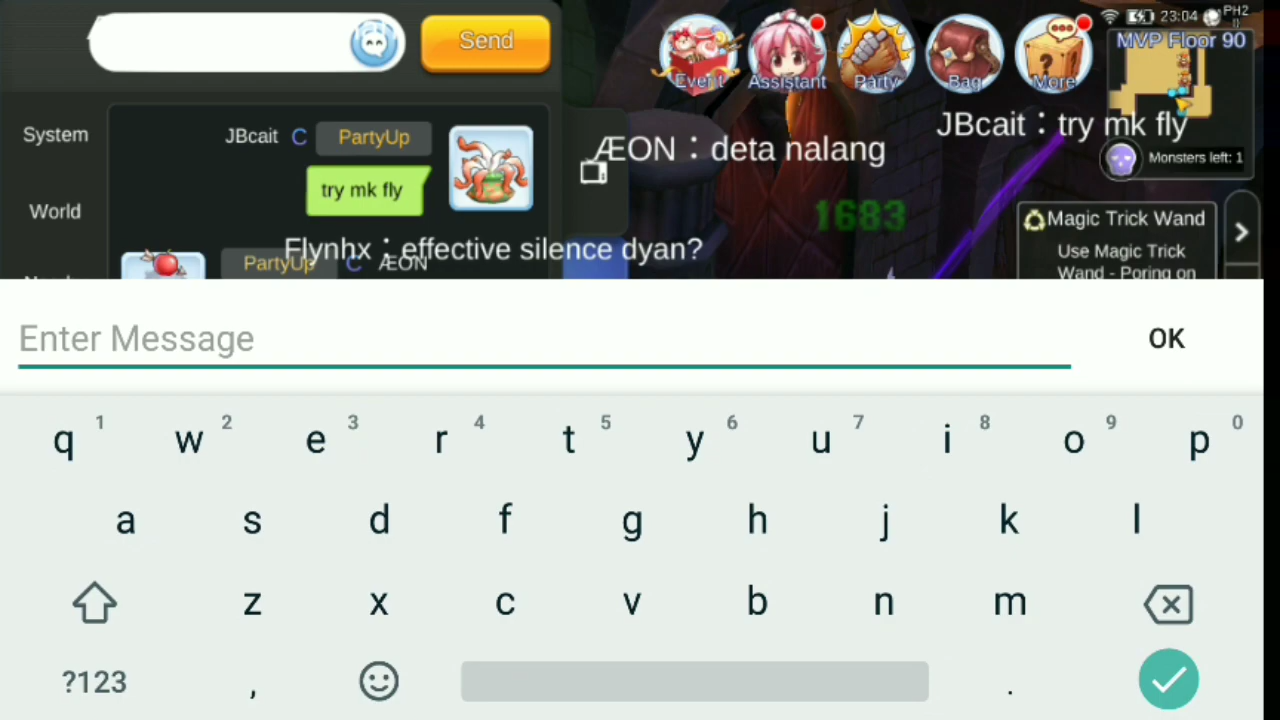 Send
Event
Assistant
Party
Bag
More
23:04
PH2
MVP Floor 90
System
JBcait C PartyUp
try mk fly
ÆON：deta nalang
JBcait：try mk fly
Monsters left: 1
World
1683
Magic Trick Wand
Use Magic Trick
Wand - Poring on
Flynhx：effective silence dyan?
PartyUp C ÆON
Enter Message
OK
q 1 w 2 e 3 r 4 t 5 y 6 u 7 i 8 o 9 p 0
a s d f g h j k l
z x c v b n m
?123 , .